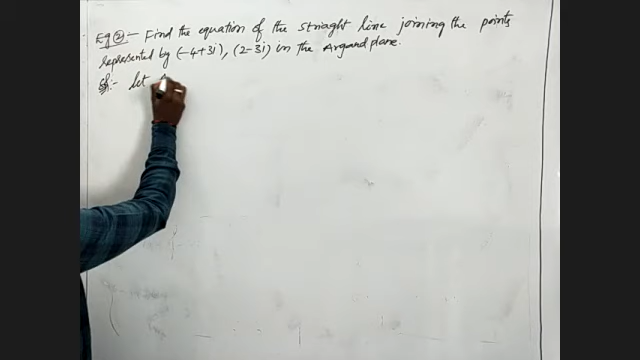 Eg ②:- Find the equation of the straight line joining the points
represented by (-4+3i), (2-3i) in the Argand plane.
Sol:- Let